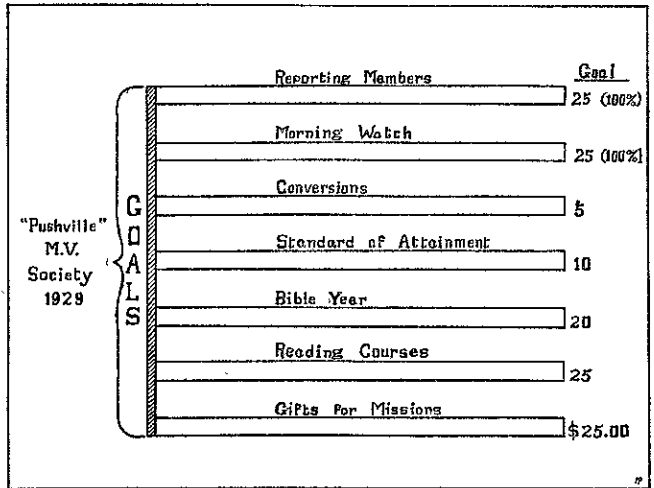 Goal
Reporting Members
25 (100%)
Morning Watch
25 (100%)
Conversions
5
"Pushville"
M.V.
Society
1929
GOALS
Standard of Attainment
10
Bible Year
20
Reading Courses
25
Gifts for Missions
$25.00